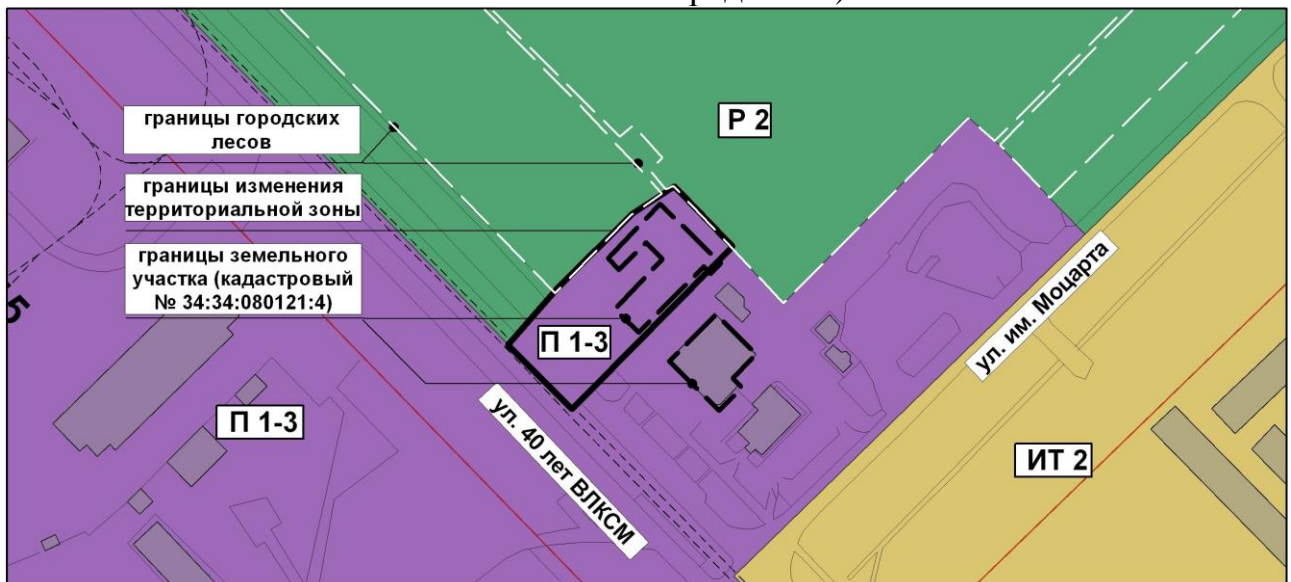 границы городских
лесов
границы изменения
территориальной зоны
границы земельного
участка (кадастровый
№ 34:34:080121:4)
Р 2
П 1-3
П 1-3
ул. им. Моцарта
ул. 40 лет ВЛКСМ
ИТ 2
5